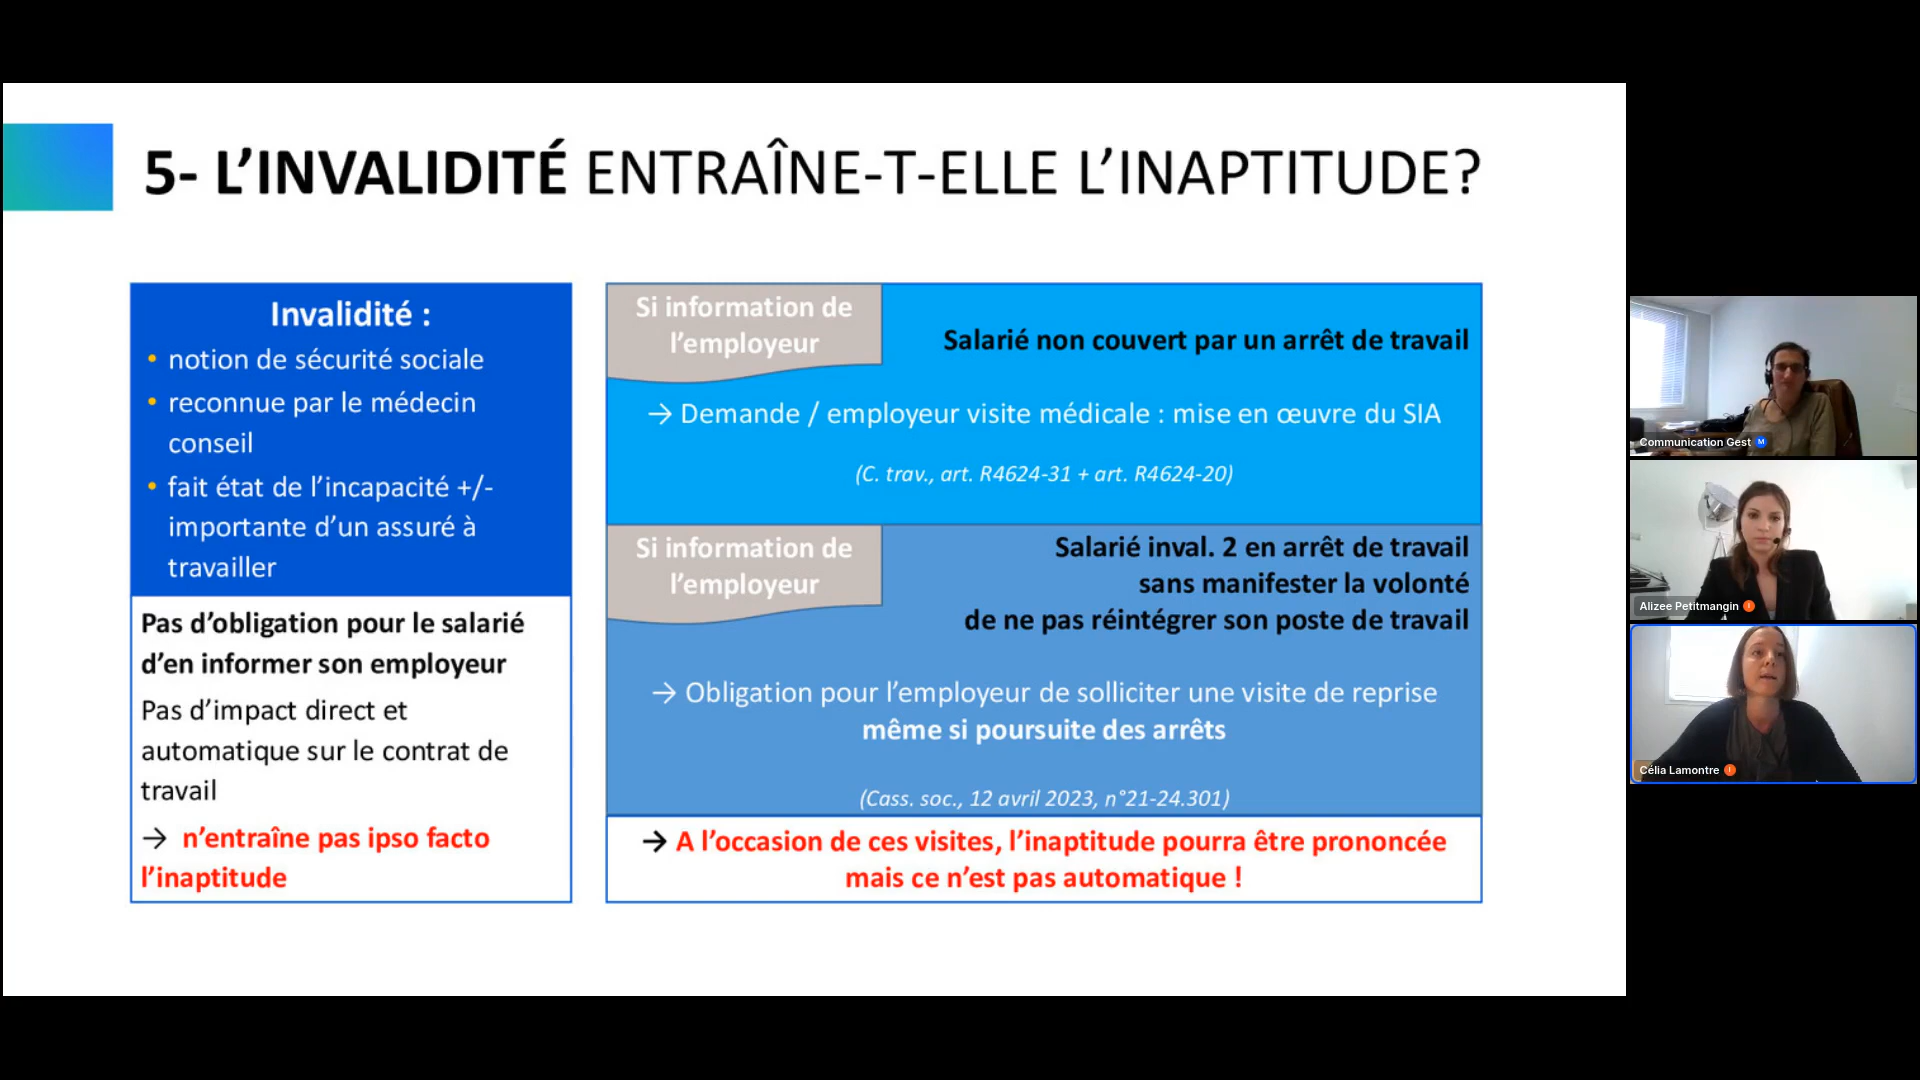 5- L’INVALIDITÉ ENTRAÎNE-T-ELLE L’INAPTITUDE?
Invalidité :
• notion de sécurité sociale
• reconnue par le médecin
conseil
• fait état de l’incapacité +/-
importante d’un assuré à
travailler
Pas d’obligation pour le salarié
d’en informer son employeur
Pas d’impact direct et
automatique sur le contrat de
travail
→ n’entraîne pas ipso facto
l’inaptitude
Si information de
l’employeur
Salarié non couvert par un arrêt de travail
→ Demande / employeur visite médicale : mise en œuvre du SIA
(C. trav., art. R4624-31 + art. R4624-20)
Si information de
l’employeur
Salarié inval. 2 en arrêt de travail
sans manifester la volonté
de ne pas réintégrer son poste de travail
→ Obligation pour l’employeur de solliciter une visite de reprise
même si poursuite des arrêts
(Cass. soc., 12 avril 2023, n°21-24.301)
→ A l’occasion de ces visites, l’inaptitude pourra être prononcée
mais ce n’est pas automatique !
Communication Gest M
Alizee Petitmangin I
Célia Lamontre I